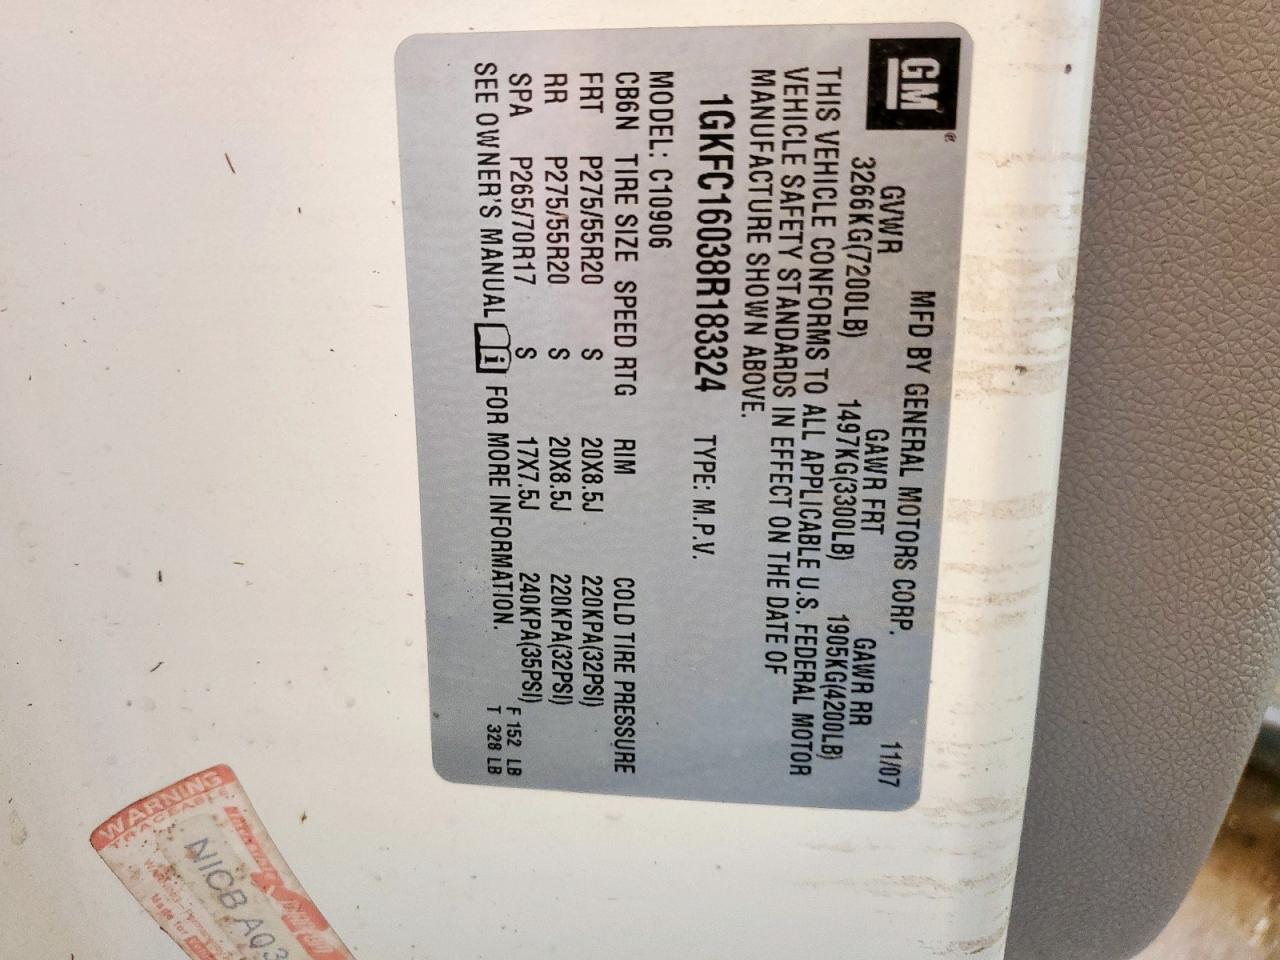 GM
®
MFD BY GENERAL MOTORS CORP. 11/07
GVWR GAWR FRT GAWR RR
3266KG(7200LB) 1497KG(3300LB) 1905KG(4200LB)
THIS VEHICLE CONFORMS TO ALL APPLICABLE U.S. FEDERAL MOTOR
VEHICLE SAFETY STANDARDS IN EFFECT ON THE DATE OF
MANUFACTURE SHOWN ABOVE.
1GKFC16038R183324 TYPE: M.P.V.
MODEL: C10906
CB6N TIRE SIZE SPEED RTG RIM COLD TIRE PRESSURE
FRT P275/55R20 S 20X8.5J 220KPA(32PSI)
RR P275/55R20 S 20X8.5J 220KPA(32PSI)
SPA P265/70R17 S 17X7.5J 240KPA(35PSI) F 152 LB
SEE OWNER'S MANUAL i FOR MORE INFORMATION. T 328 LB
WARNING
TRACEABLE
NICB AQ3
Made for